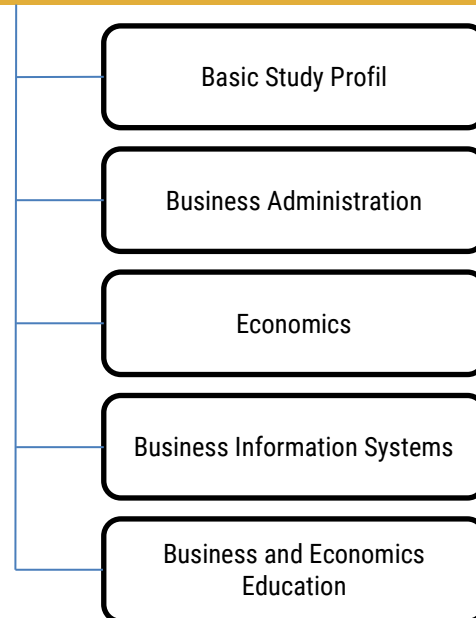 Basic Study Profil
Business Administration
Economics
Business Information Systems
Business and Economics
Education